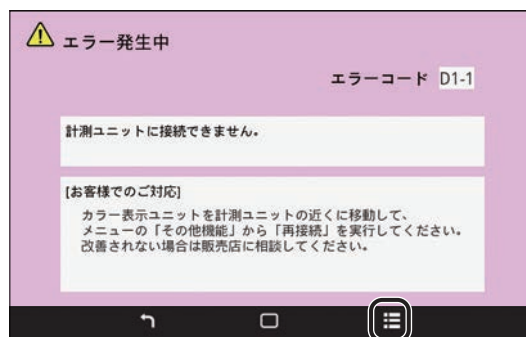 エラー発生中
エラーコード D1-1
計測ユニットに接続できません。
[お客様でのご対応]
カラー表示ユニットを計測ユニットの近くに移動して、
メニューの「その他機能」から「再接続」を実行してください。
改善されない場合は販売店に相談してください。